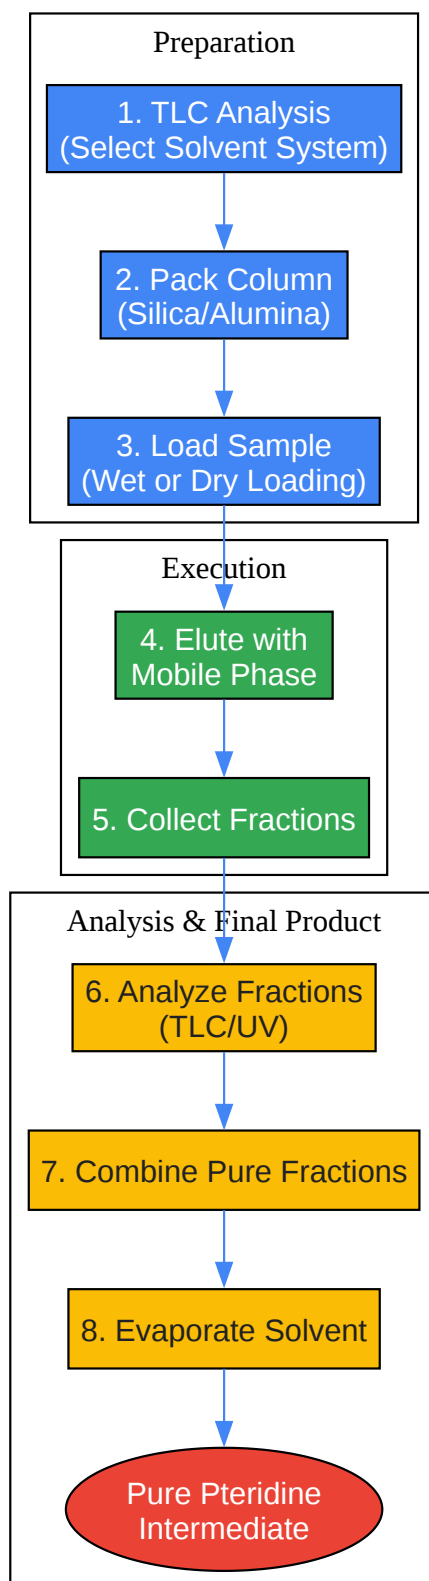 Preparation
1. TLC Analysis
(Select Solvent System)
2. Pack Column
(Silica/Alumina)
3. Load Sample
(Wet or Dry Loading)
Execution
4. Elute with
Mobile Phase
5. Collect Fractions
Analysis & Final Product
6. Analyze Fractions
(TLC/UV)
7. Combine Pure Fractions
8. Evaporate Solvent
Pure Pteridine
Intermediate